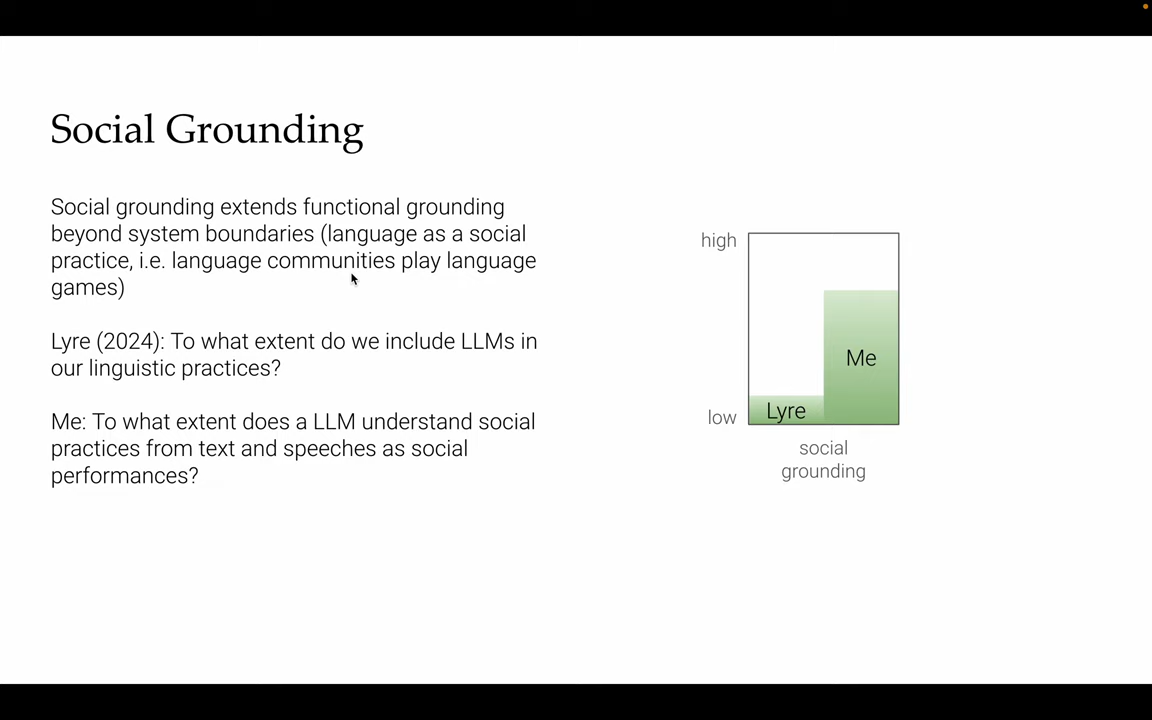 Social Grounding
Social grounding extends functional grounding
beyond system boundaries (language as a social
practice, i.e. language communities play language
games)
Lyre (2024): To what extent do we include LLMs in
our linguistic practices?
Me: To what extent does a LLM understand social
practices from text and speeches as social
performances?
high
Me
Lyre
low
social
grounding